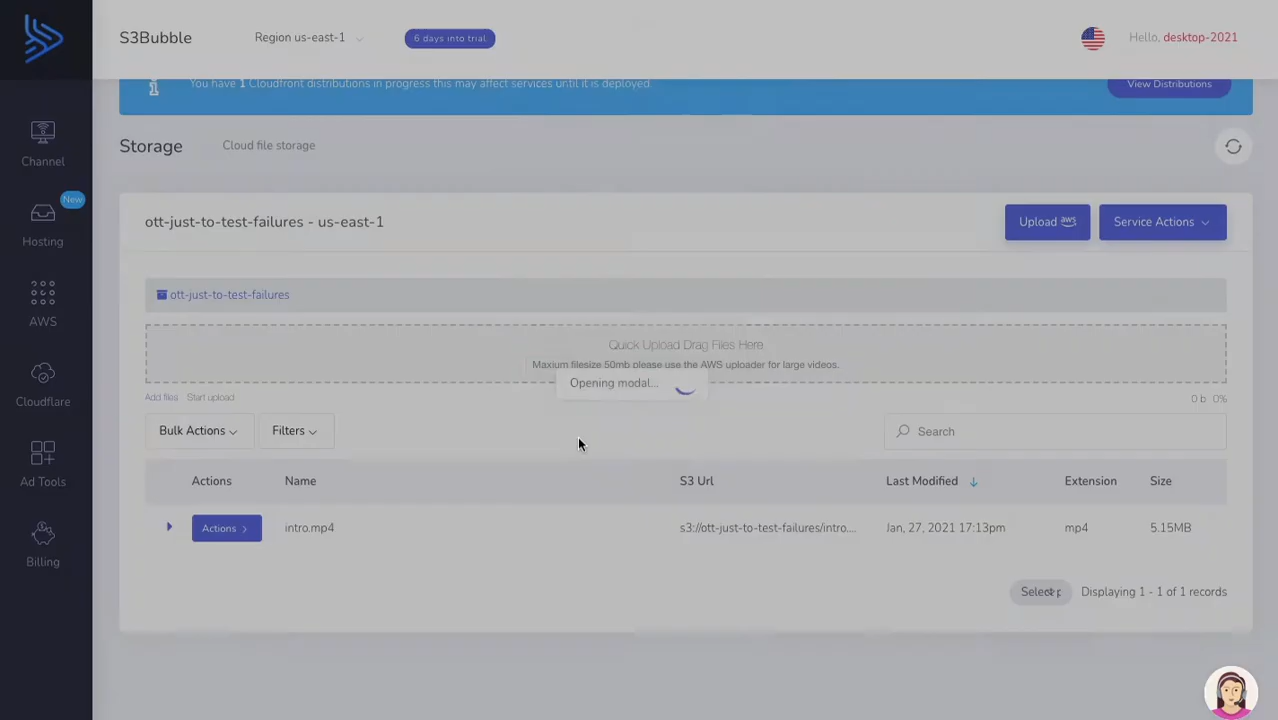 S3Bubble
Region us-east-1
6 days into trial
Hello, desktop-2021
You have 1 Cloudfront distributions in progress this may affect services until it is deployed.
View Distributions
Channel
New
Hosting
AWS
Cloudflare
Ad Tools
Billing
Storage
Cloud file storage
ott-just-to-test-failures - us-east-1
Upload aws
Service Actions
ott-just-to-test-failures
Quick Upload Drag Files Here
Maxium filesize 50mb please use the AWS uploader for large videos.
Opening modal...
Add files Start upload
0 b 0%
Bulk Actions
Filters
Search
Actions Name S3 Url Last Modified Extension Size
Actions intro.mp4 s3://ott-just-to-test-failures/intro.... Jan, 27, 2021 17:13pm mp4 5.15MB
Select Displaying 1 - 1 of 1 records